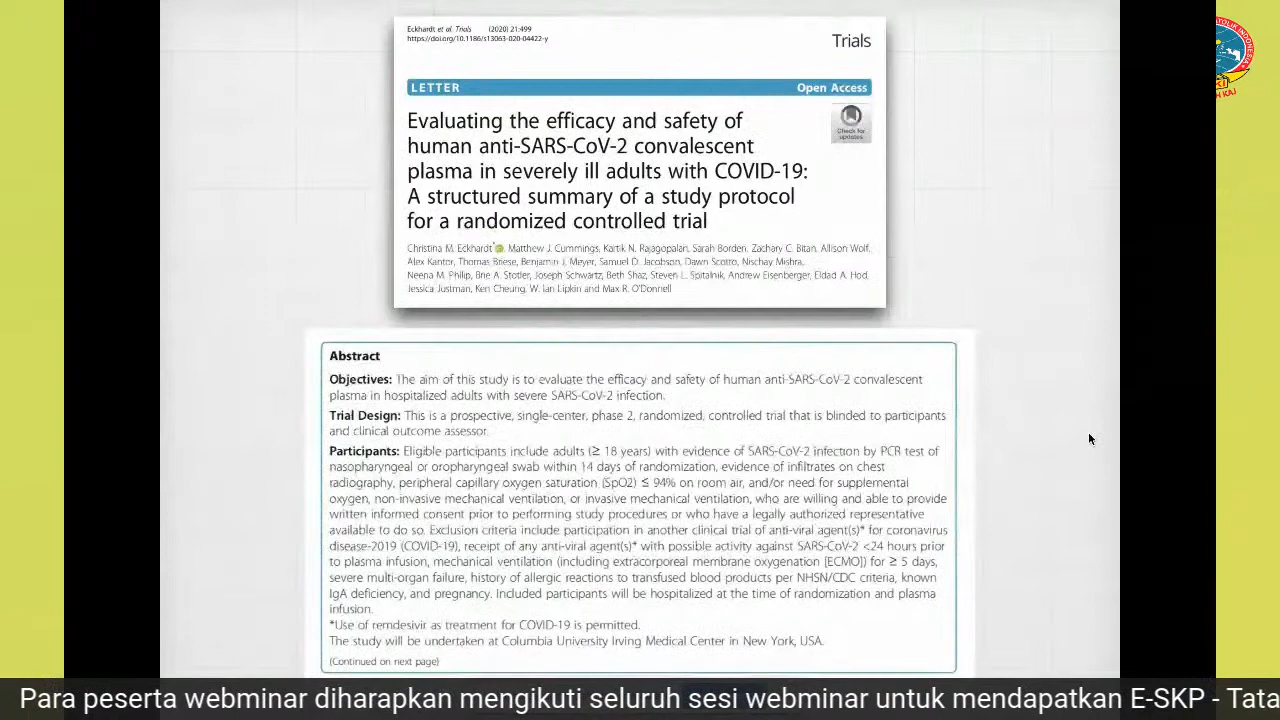 Eckhardt et al. Trials (2020) 21:499
https://doi.org/10.1186/s13063-020-04422-y
Trials
LETTER
Open Access
Check for
updates
Evaluating the efficacy and safety of
human anti-SARS-CoV-2 convalescent
plasma in severely ill adults with COVID-19:
A structured summary of a study protocol
for a randomized controlled trial
Christina M. Eckhardt*, Matthew J. Cummings, Kartik N. Rajagopalan, Sarah Borden, Zachary C. Bitan, Allison Wolf,
Alex Kantor, Thomas Briese, Benjamin J. Meyer, Samuel D. Jacobson, Dawn Scotto, Nischay Mishra,
Neena M. Philip, Brie A. Stotler, Joseph Schwartz, Beth Shaz, Steven L. Spitalnik, Andrew Eisenberger, Eldad A. Hod,
Jessica Justman, Ken Cheung, W. Ian Lipkin and Max R. O'Donnell
Abstract
Objectives: The aim of this study is to evaluate the efficacy and safety of human anti-SARS-CoV-2 convalescent
plasma in hospitalized adults with severe SARS-CoV-2 infection.
Trial Design: This is a prospective, single-center, phase 2, randomized, controlled trial that is blinded to participants
and clinical outcome assessor.
Participants: Eligible participants include adults (≥ 18 years) with evidence of SARS-CoV-2 infection by PCR test of
nasopharyngeal or oropharyngeal swab within 14 days of randomization, evidence of infiltrates on chest
radiography, peripheral capillary oxygen saturation (SpO2) ≤ 94% on room air, and/or need for supplemental
oxygen, non-invasive mechanical ventilation, or invasive mechanical ventilation, who are willing and able to provide
written informed consent prior to performing study procedures or who have a legally authorized representative
available to do so. Exclusion criteria include participation in another clinical trial of anti-viral agent(s)* for coronavirus
disease-2019 (COVID-19), receipt of any anti-viral agent(s)* with possible activity against SARS-CoV-2 <24 hours prior
to plasma infusion, mechanical ventilation (including extracorporeal membrane oxygenation [ECMO]) for ≥ 5 days,
severe multi-organ failure, history of allergic reactions to transfused blood products per NHSN/CDC criteria, known
IgA deficiency, and pregnancy. Included participants will be hospitalized at the time of randomization and plasma
infusion.
*Use of remdesivir as treatment for COVID-19 is permitted.
The study will be undertaken at Columbia University Irving Medical Center in New York, USA.
(Continued on next page)
Para peserta webminar diharapkan mengikuti seluruh sesi webminar untuk mendapatkan E-SKP - Tata